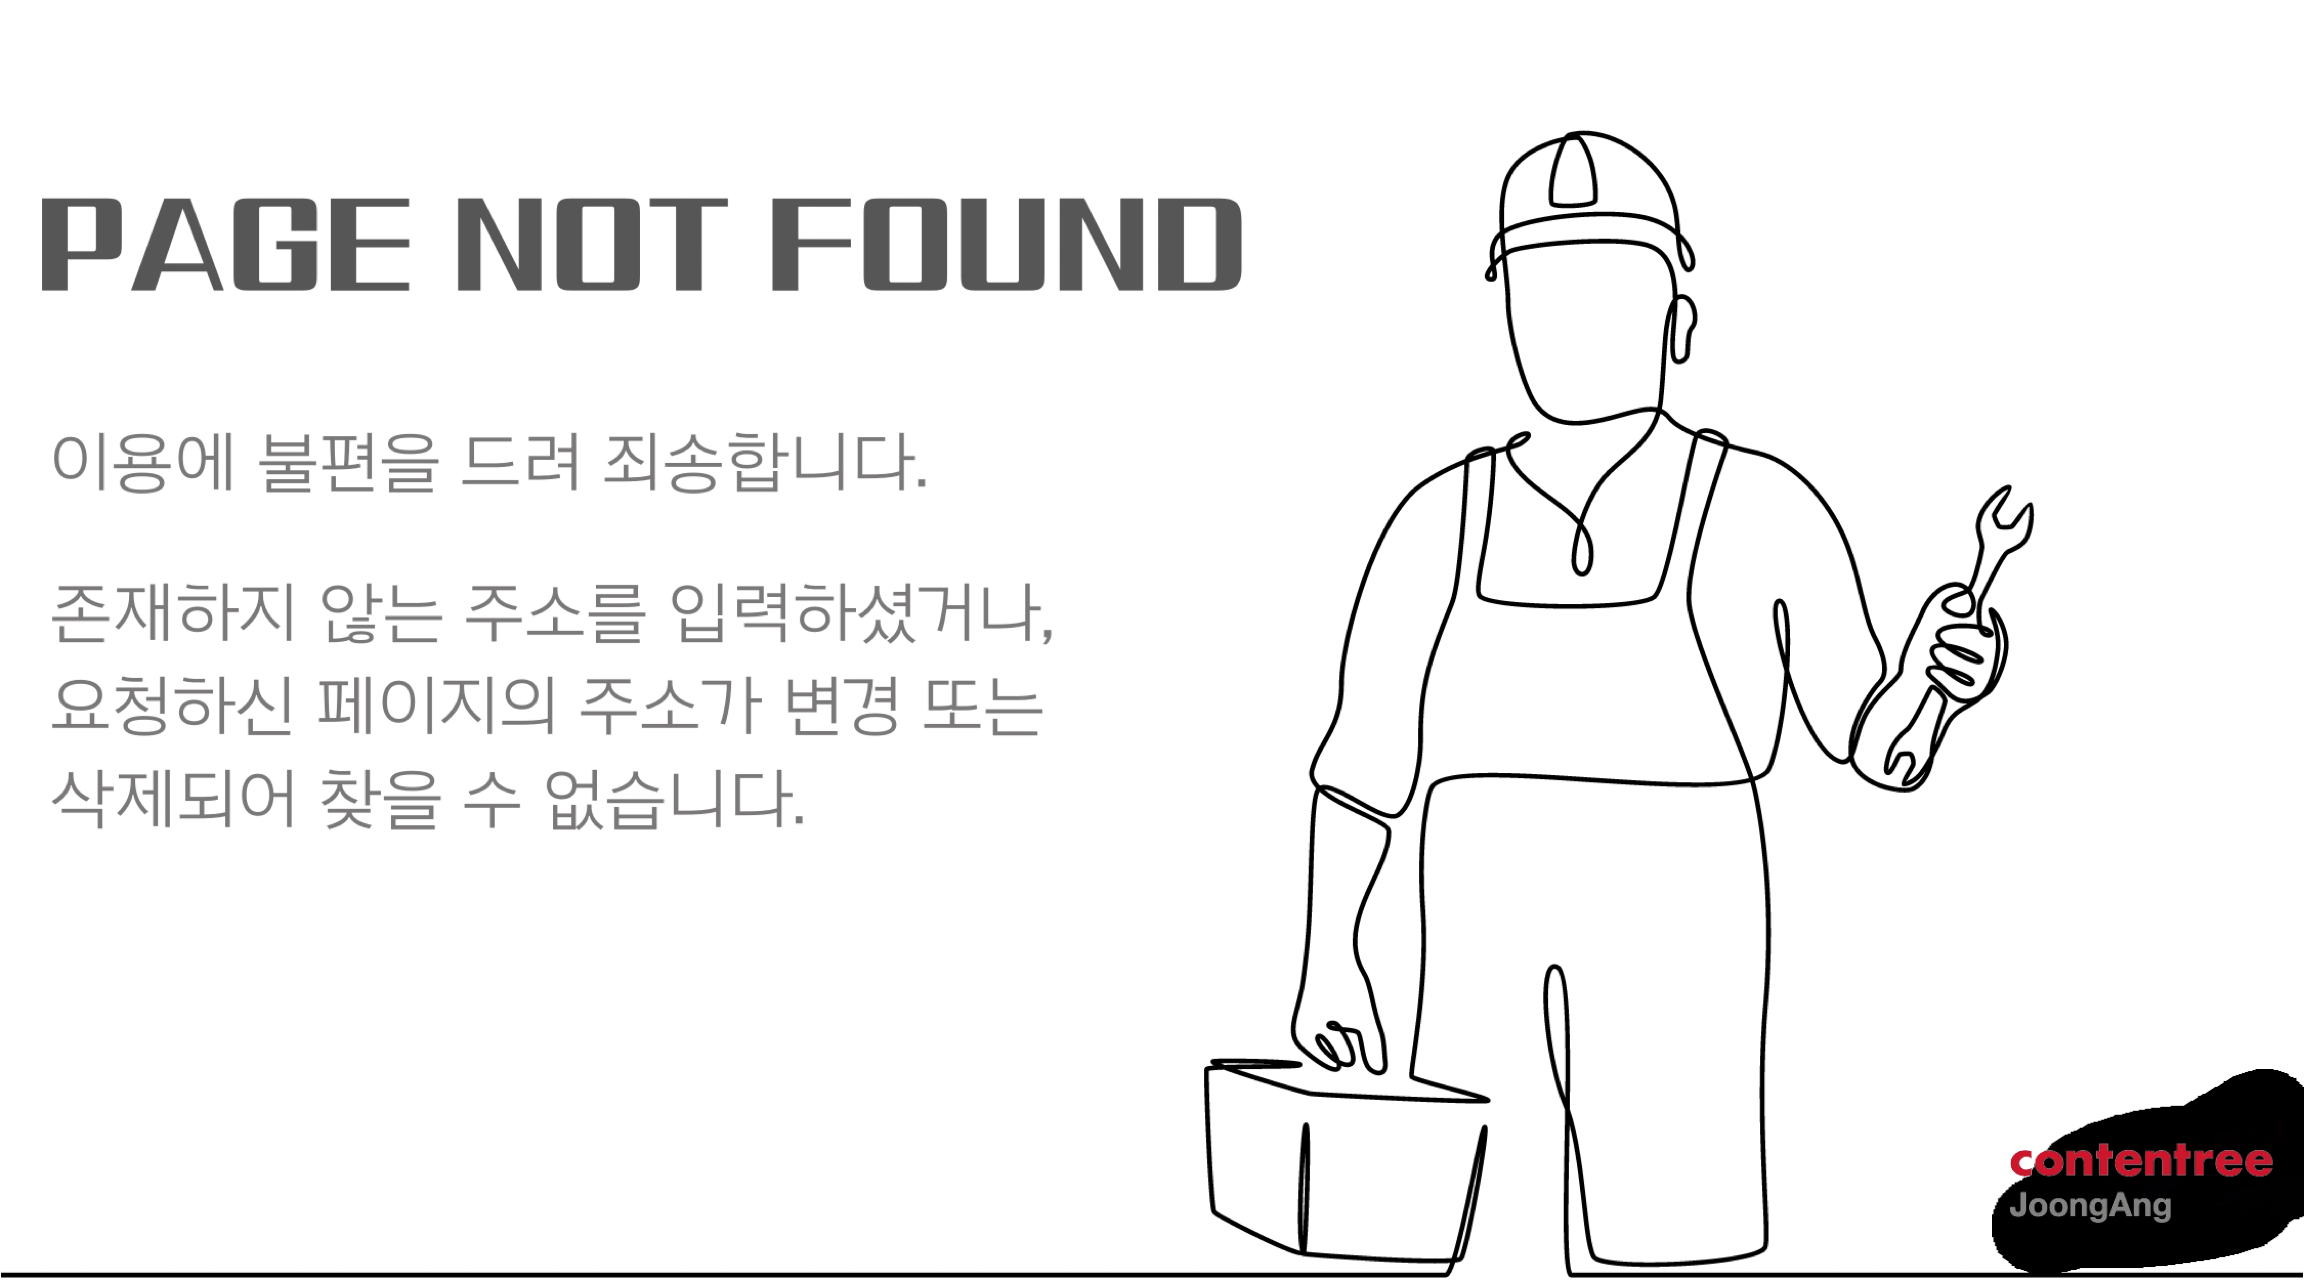 PAGE NOT FOUND
이용에 불편을 드려 죄송합니다.
존재하지 않는 주소를 입력하셨거나,
요청하신 페이지의 주소가 변경 또는
삭제되어 찾을 수 없습니다.
contentree
JoongAng